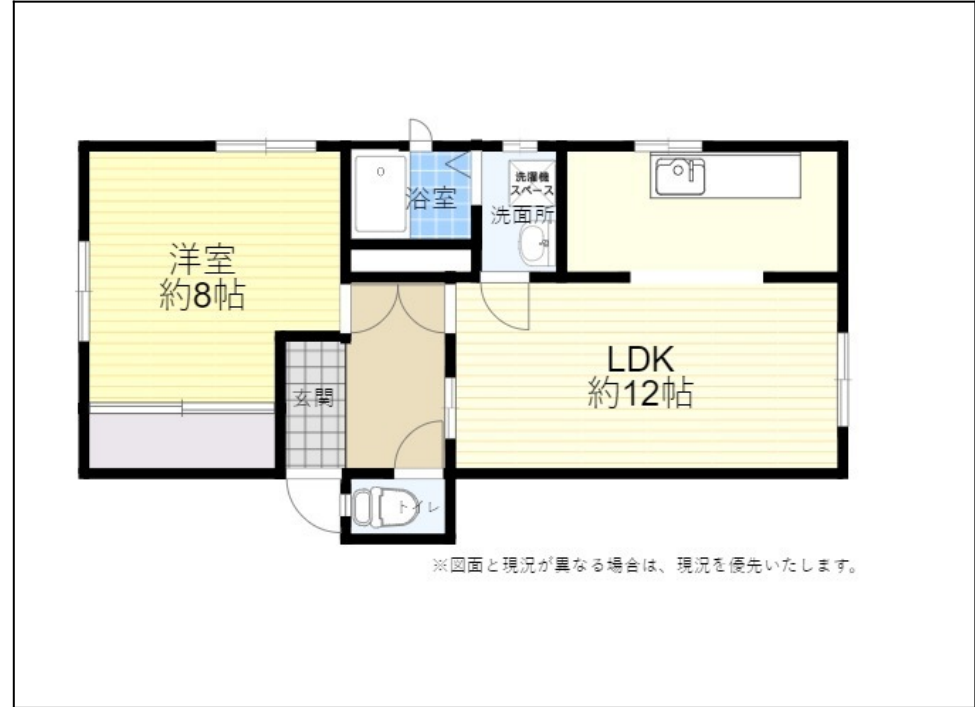 洗濯機
スペース
浴室
洗面所
洋室
約8帖
LDK
約12帖
玄関
トイレ
※図面と現況が異なる場合は、現況を優先いたします。